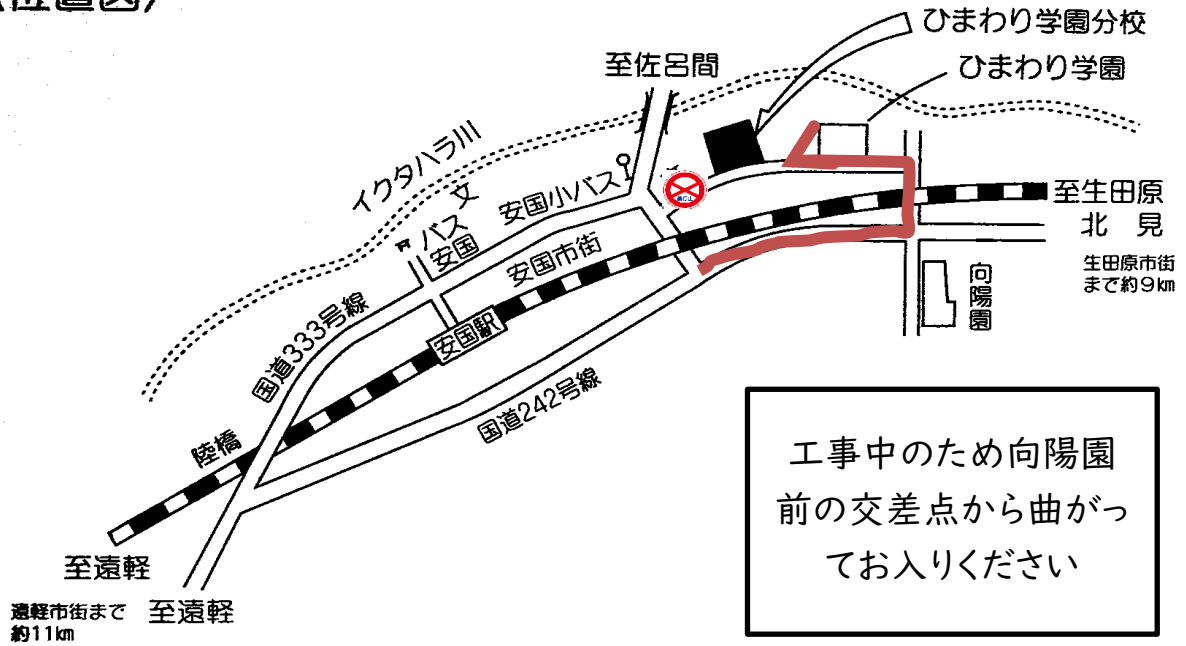 ひまわり学園分校
ひまわり学園
至佐呂間
イクタハラ川
文
安国小バス
バス
安国
安国市街
至生田原
北見
生田原市街
まで約9km
向陽園
安国駅
国道333号線
国道242号線
陸橋
至遠軽
至遠軽
遠軽市街まで
約11km
工事中のため向陽園
前の交差点から曲がっ
てお入りください